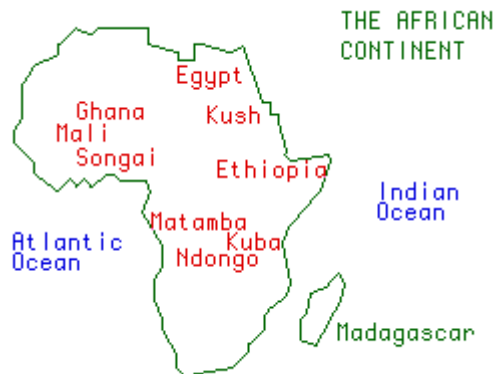 THE AFRICAN
CONTINENT
Egypt
Ghana
Kush
Mali
Songai
Ethiopia
Indian
Ocean
Matamba
Atlantic
Ocean
Kuba
Ndongo
Madagascar